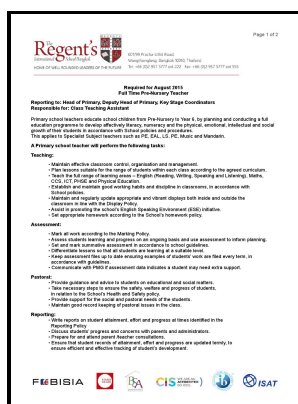 Page 1 of 2
The
Regent's
International School Bangkok
HOME OF WELL ROUNDED LEADERS OF THE FUTURE
Wangthonglang, Bangkok 10310, Thailand
Required for August 2014
Full Time Pre-Nursery Teacher
Reporting to: Head of Primary, Deputy Head of Primary, Key Stage Coordinators
Responsible for: Class Teaching Assistant
Primary school teachers educate school children from Pre-Nursery to Year 6, by planning and conducting a full
education programme to develop effectively literacy, numeracy and the physical, emotional, intellectual and social
growth of their students in accordance with School policies and procedures.
This applies to Specialist Subject teachers such as PE, EAL, LS, PE, Music and Mandarin.
A Primary school teacher will perform the following tasks:
Teaching:
- Maintain effective classroom control, organisation and management.
- Plan lessons suitable for the range of students within each class according to the agreed curriculum.
- Teach the full range of learning areas – English (Reading, Writing, Speaking and Listening), Maths,
CCS, ICT, PHSE and Physical Education.
- Establish and maintain good working habits and discipline in classrooms, in accordance with
School policies.
- Maintain and regularly update appropriate and vibrant displays both inside and outside the
classroom in line with the Display Policy.
- Assist in promoting the school's English Speaking Environment (ESE) initiative.
- Set appropriate homework according to the School's homework policy.
Assessment:
- Mark all work according to the Marking Policy.
- Assess students learning and progress on an ongoing basis and use assessment to inform planning.
- Set and mark summative assessment in accordance to school guidelines.
- Differentiate lessons so that all students are learning at a suitable level.
- Keep assessment files up to date ensuring examples of students' work are filed every term, in
accordance with guidelines.
- Communicate with PMG if assessment data indicates a student may need extra support.
Pastoral:
- Provide guidance and advice to students on educational and social matters.
- Take necessary steps to ensure the safety, welfare and progress of students,
in relation to the School's Health and Safety policy.
- Provide support for the social and pastoral needs of the students.
- Maintain good record keeping of pastoral issues in the class.
Reporting:
- Write reports on student attainment, effort and progress at times identified in the
Reporting Policy
- Discuss students' progress and concerns with parents and administrators.
- Prepare for and attend parent /teacher consultations.
- Ensure that student records of attainment, effort and progress are updated termly, to
ensure efficient and effective tracking of student's development.
FOBISIA
CIS
ISAT